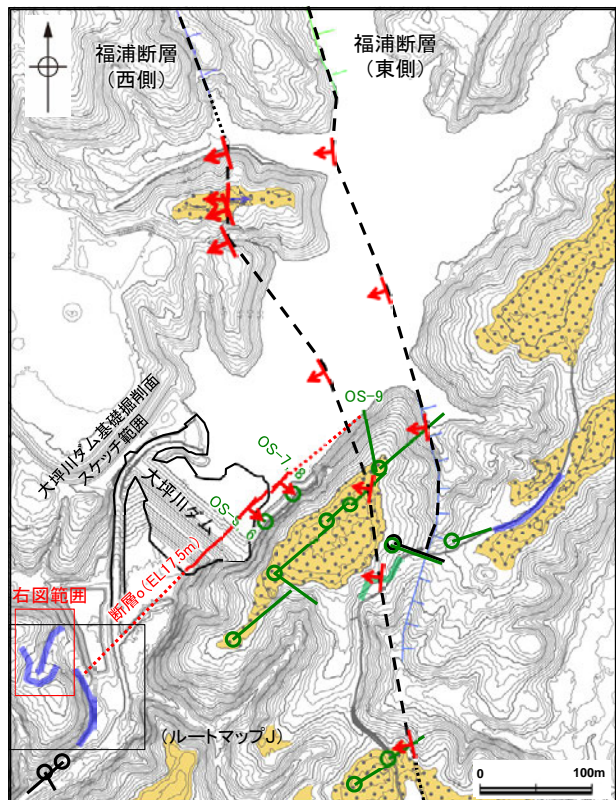 福浦断層
(西側)
福浦断層
(東側)
大坪川ダム基礎掘削面
スケッチ範囲
OS-9
OS-7, 8
OS-s, 6
大坪川ダム
断層o(EL17.5m)
右図範囲
(ルートマップJ)
0
100m